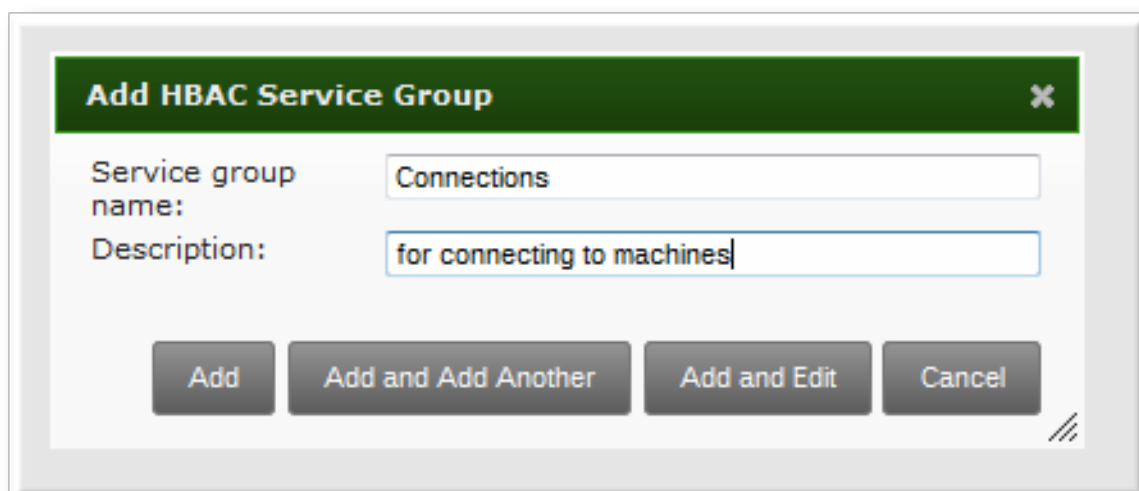 Add HBAC Service Group
Service group
name:
Connections
Description:
for connecting to machines
Add
Add and Add Another
Add and Edit
Cancel